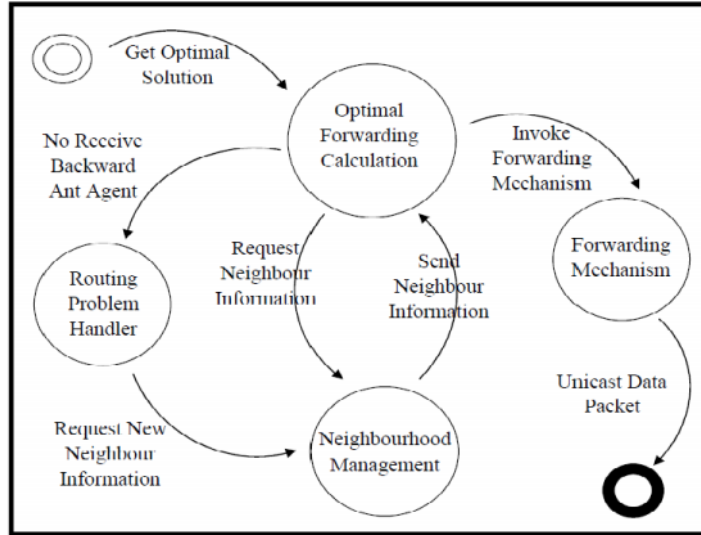 Get Optimal
Solution
Optimal
Forwarding
Calculation
No Receive
Backward
Ant Agent
Invoke
Forwarding
Mechanism
Request
Neighbour
Information
Send
Neighbour
Information
Forwarding
Mechanism
Routing
Problem
Handler
Unicast Data
Packet
Request New
Neighbour
Information
Neighbourhood
Management